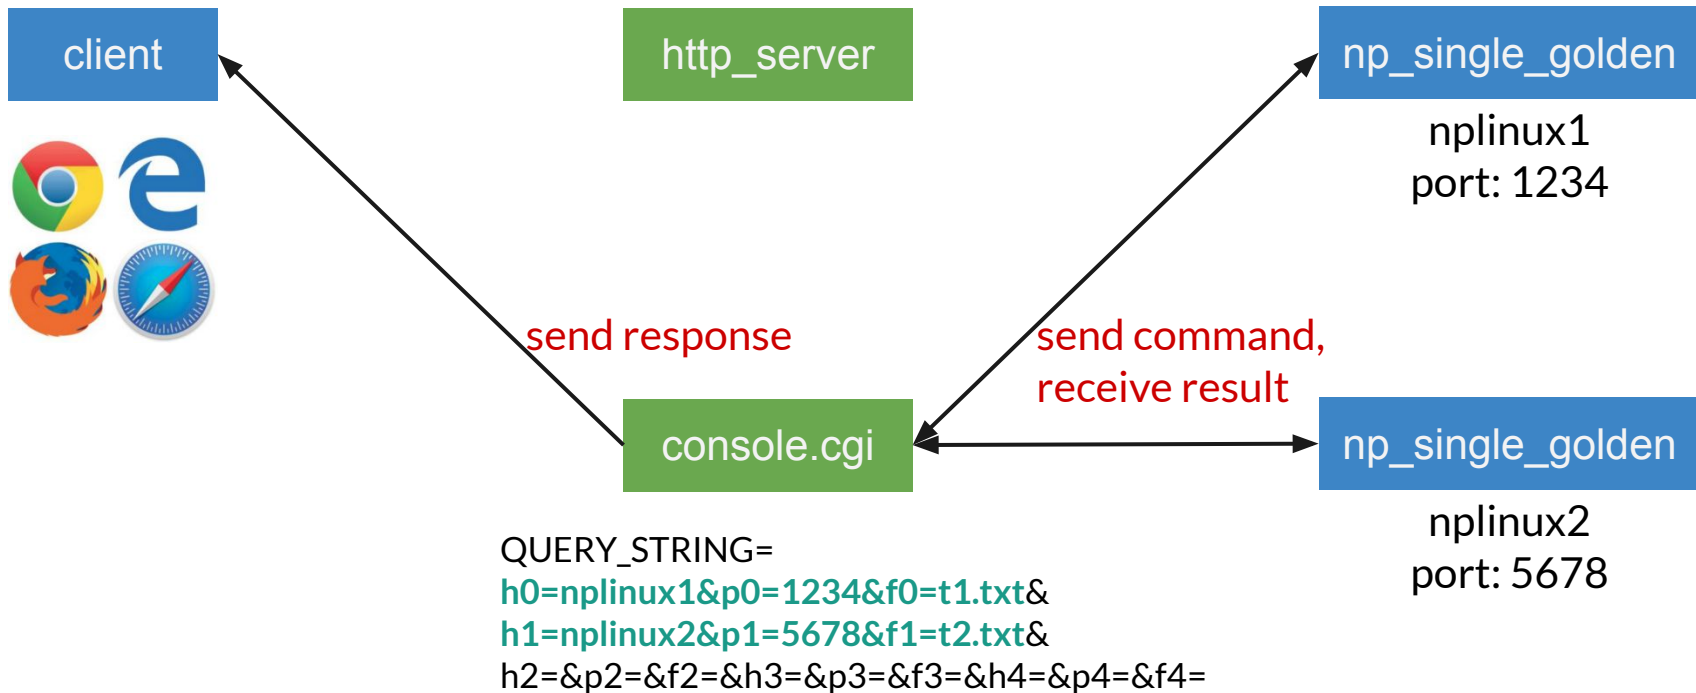 client
http_server
np_single_golden
nplinux1
port: 1234
send response
send command,
receive result
console.cgi
np_single_golden
nplinux2
port: 5678
QUERY_STRING=
h0=nplinux1&p0=1234&f0=t1.txt&
h1=nplinux2&p1=5678&f1=t2.txt&
h2=&p2=&f2=&h3=&p3=&f3=&h4=&p4=&f4=